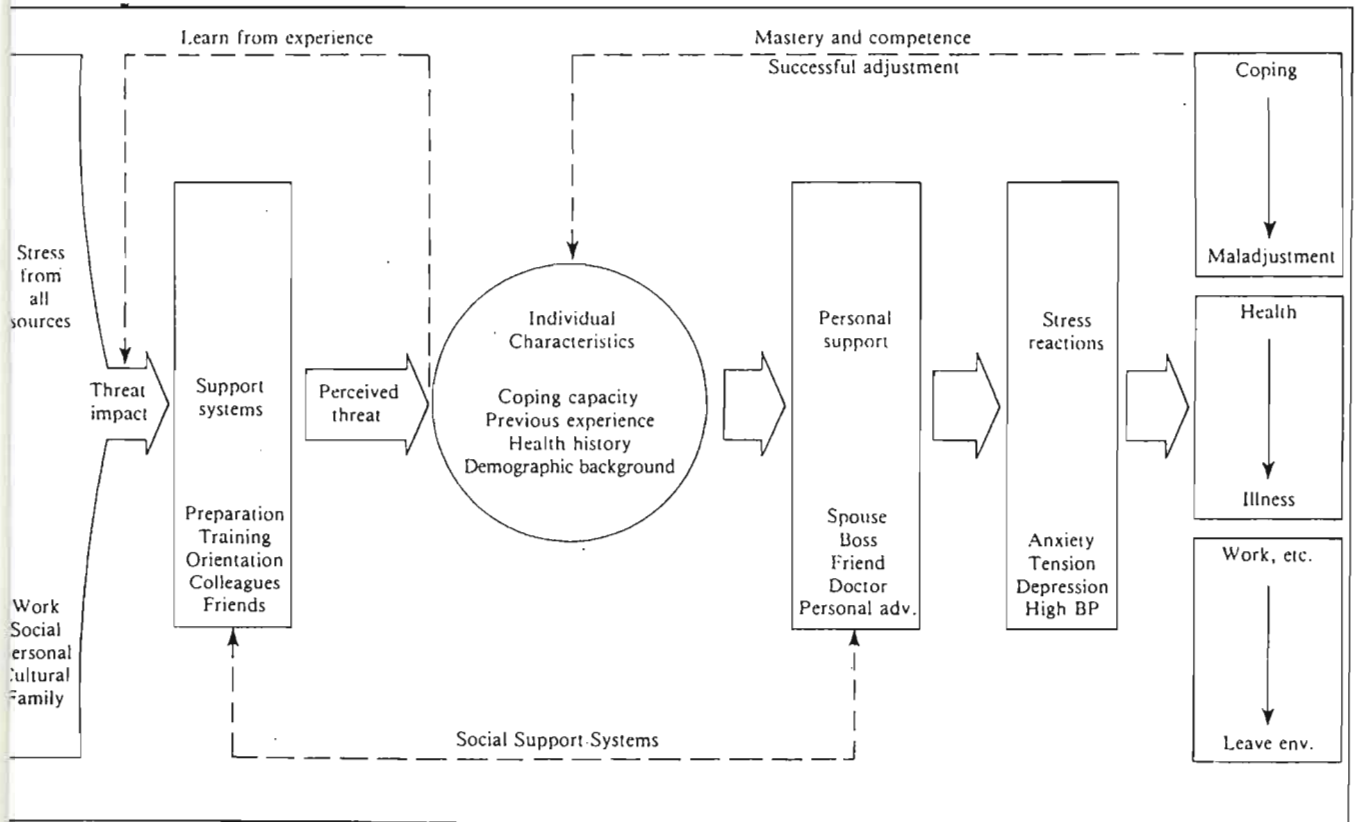 Learn from experience
Mastery and competence
Successful adjustment
Stress
from
all
sources
Work
Social
ersonal
ultural
Family
Threat
impact
Support
systems
Preparation
Training
Orientation
Colleagues
Friends
Perceived
threat
Individual
Characteristics
Coping capacity
Previous experience
Health history
Demographic background
Personal
support
Spouse
Boss
Friend
Doctor
Personal adv.
Stress
reactions
Anxiety
Tension
Depression
High BP
Coping
Maladjustment
Health
Illness
Work, etc.
Leave env.
Social Support Systems